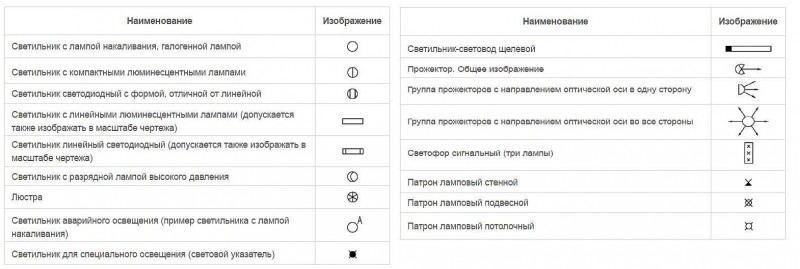 Наименование Изображение
Светильник с лампой накаливания, галогенной лампой
Светильник с компактными люминесцентными лампами
Светильник светодиодный с формой, отличной от линейной
Светильник с линейными люминесцентными лампами (допускается
также изображать в масштабе чертежа)
Светильник линейный светодиодный (допускается также изображать в
масштабе чертежа)
Светильник с разрядной лампой высокого давления
Люстра
Светильник аварийного освещения (пример светильника с лампой
накаливания)
А
Светильник для специального освещения (световой указатель)
Наименование Изображение
Светильник-световод щелевой
Прожектор. Общее изображение
Группа прожекторов с направлением оптической оси в одну сторону
Группа прожекторов с направлением оптической оси во все стороны
Светофор сигнальный (три лампы)
Патрон ламповый стенной
Патрон ламповый подвесной
Патрон ламповый потолочный